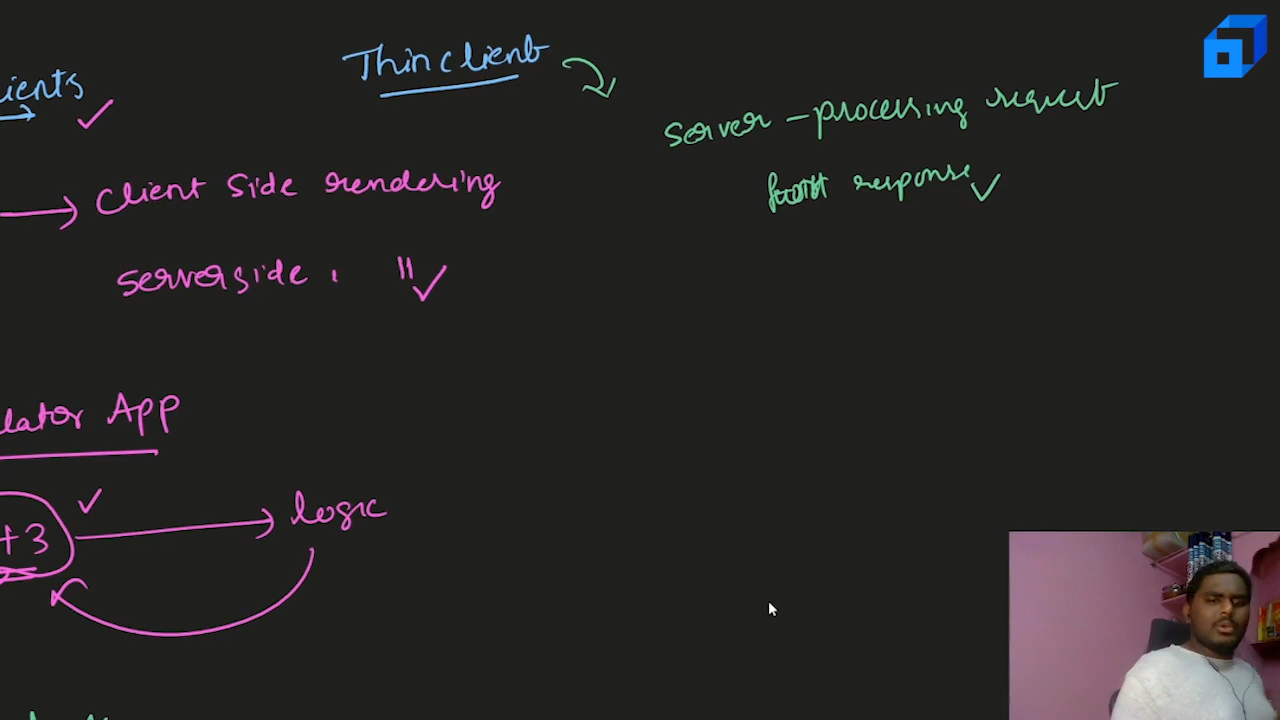 Thin client
ients
server - processing request
response
client side rendering
serverside . "
lator App
+3
logic